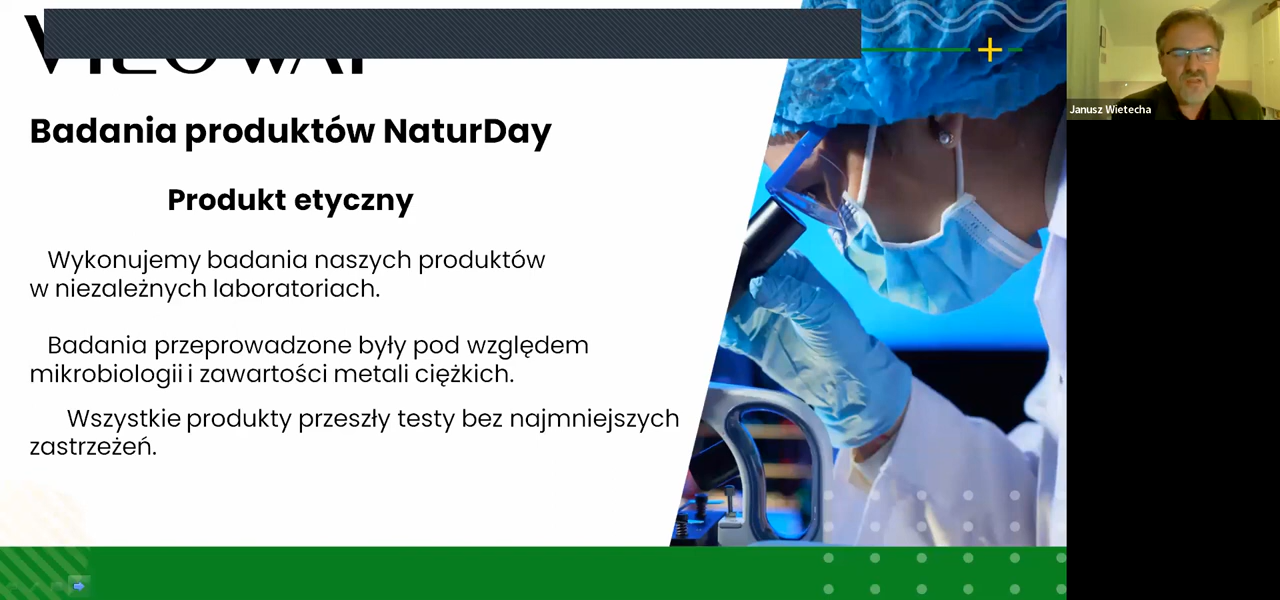 Badania produktów NaturDay
Produkt etyczny
Wykonujemy badania naszych produktów
w niezależnych laboratoriach.
Badania przeprowadzone były pod względem
mikrobiologii i zawartości metali ciężkich.
Wszystkie produkty przeszły testy bez najmniejszych
zastrzeżeń.
Janusz Wietecha